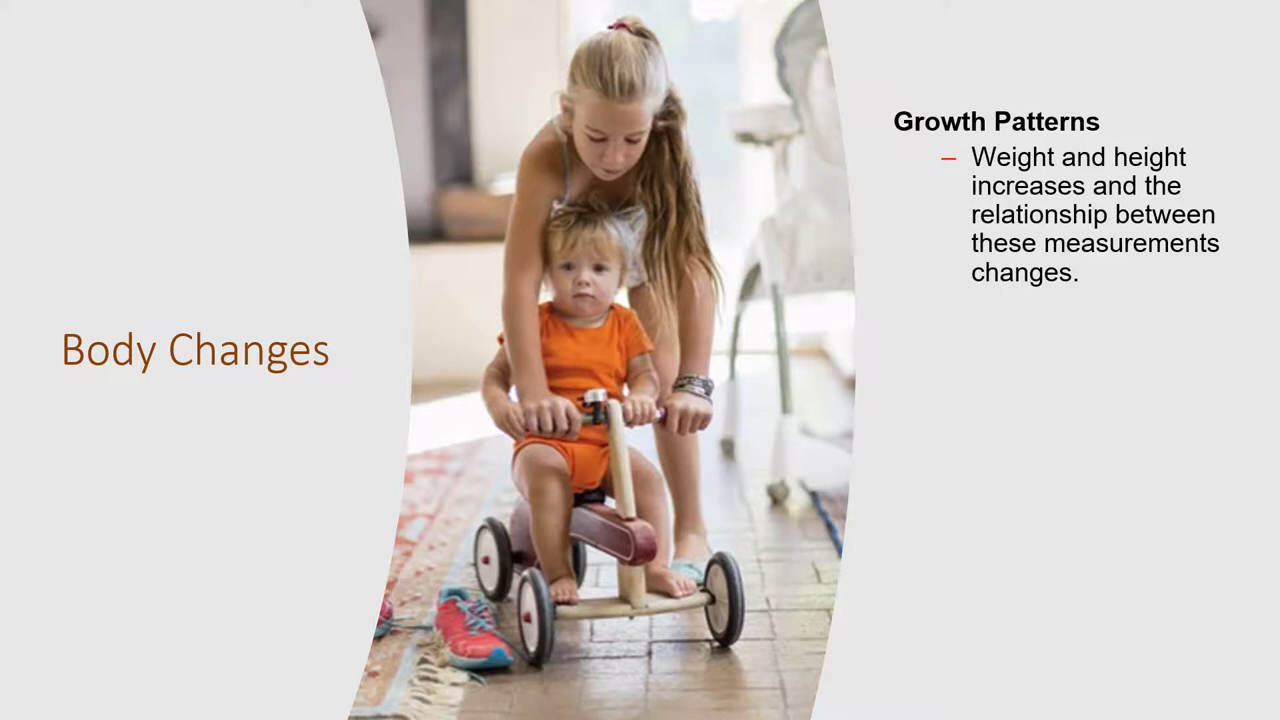 Body Changes
Growth Patterns
– Weight and height
increases and the
relationship between
these measurements
changes.